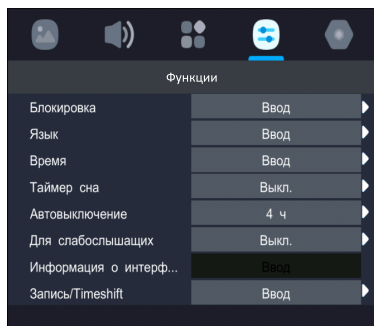 Функции
Блокировка Ввод
Язык Ввод
Время Ввод
Таймер сна Выкл.
Автовыключение 4 ч
Для слабослышащих Выкл.
Информация о интерф... Ввод
Запись/Timeshift Ввод